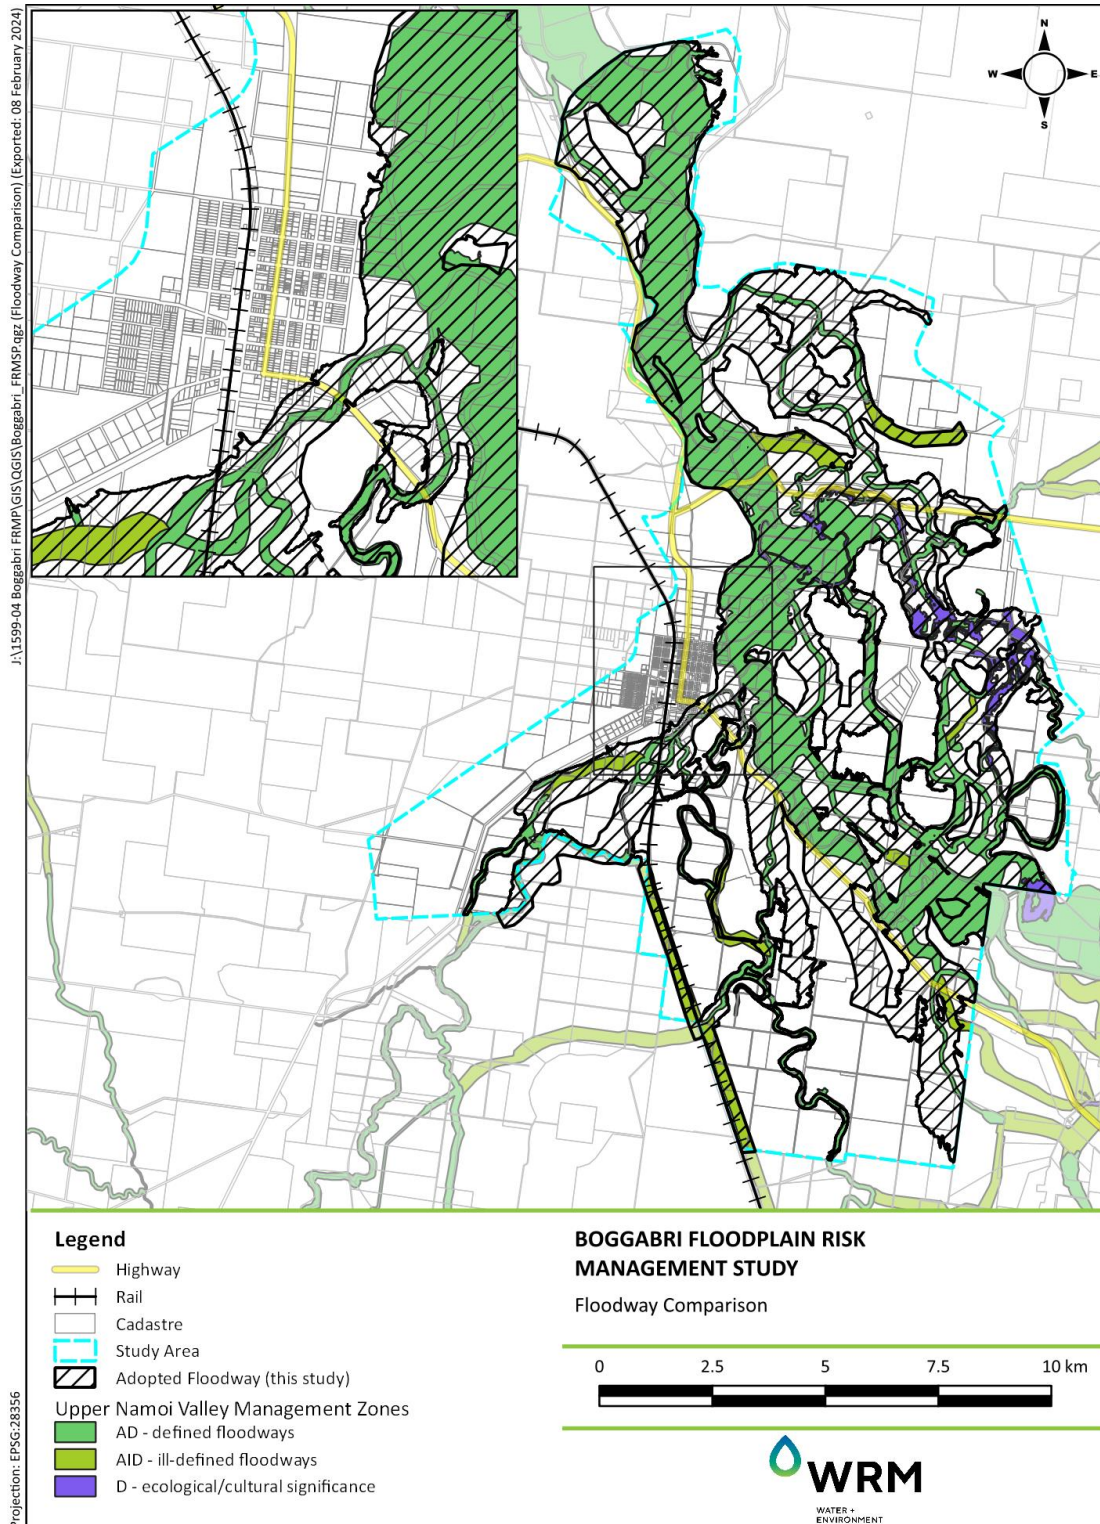 J:\1599-04 Boggabri FRMP\GIS\QGIS\Boggabri_FRMSP.qgz (Floodway Comparison) (Exported: 08 February 2024)
N
W
E
S
Legend
Highway
Rail
Cadastre
Study Area
Adopted Floodway (this study)
Upper Namoi Valley Management Zones
AD - defined floodways
AID - ill-defined floodways
D - ecological/cultural significance
Projection: EPSG:28356
BOGGABRI FLOODPLAIN RISK
MANAGEMENT STUDY
Floodway Comparison
0 2.5 5 7.5 10 km
WRM
WATER +
ENVIRONMENT